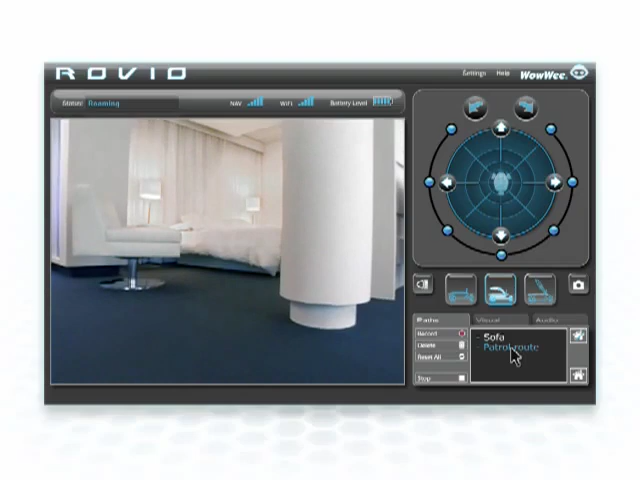 ROVIO
Settings Help WowWee
Status: Roaming NAV WiFi Battery Level
Paths Visual Audio
Record
Delete
Reset All
Stop
- Sofa
- Patrol route